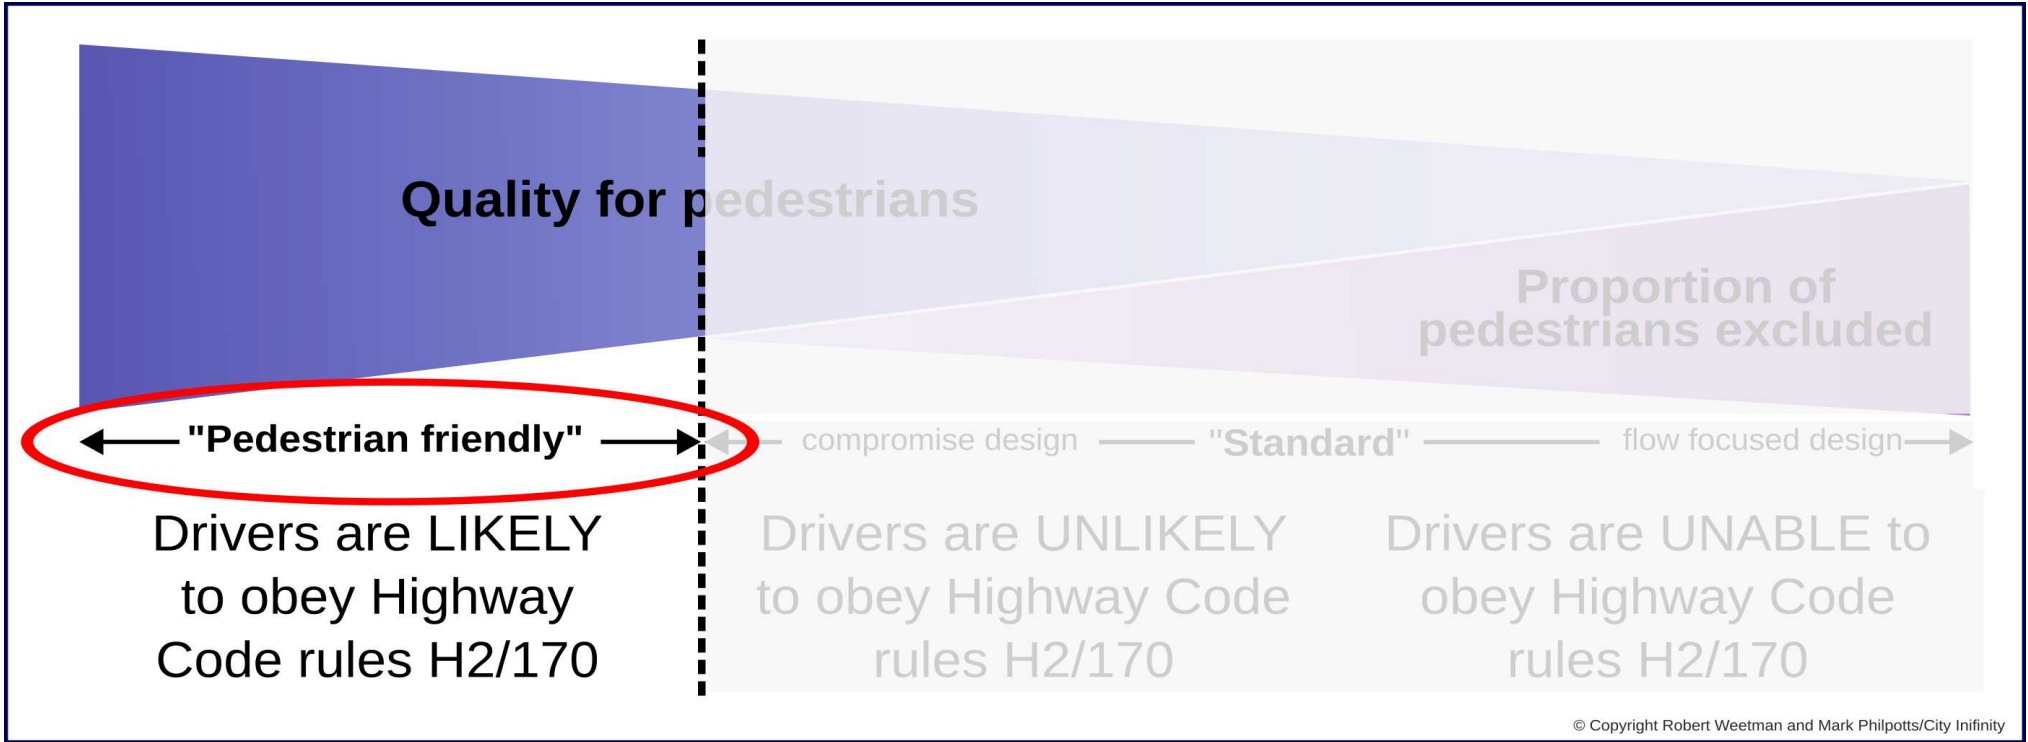 Quality for pedestrians
Proportion of
pedestrians excluded
"Pedestrian friendly"
compromise design
"Standard"
flow focused design
Drivers are LIKELY
to obey Highway
Code rules H2/170
Drivers are UNLIKELY
to obey Highway Code
rules H2/170
Drivers are UNABLE to
obey Highway Code
rules H2/170
© Copyright Robert Weetman and Mark Philpotts/City Inifinity